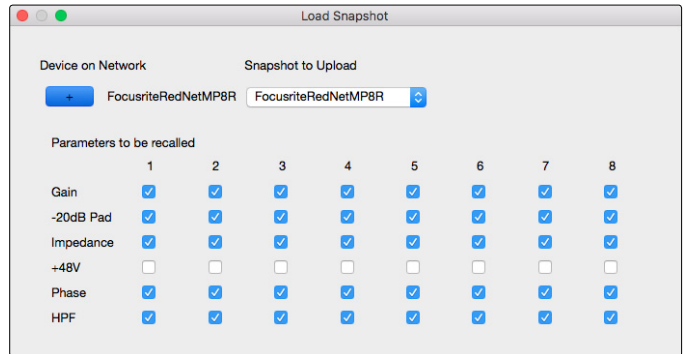 Load Snapshot
Device on Network Snapshot to Upload
+ FocusriteRedNetMP8R FocusriteRedNetMP8R
Parameters to be recalled
1 2 3 4 5 6 7 8
Gain
-20dB Pad
Impedance
+48V
Phase
HPF